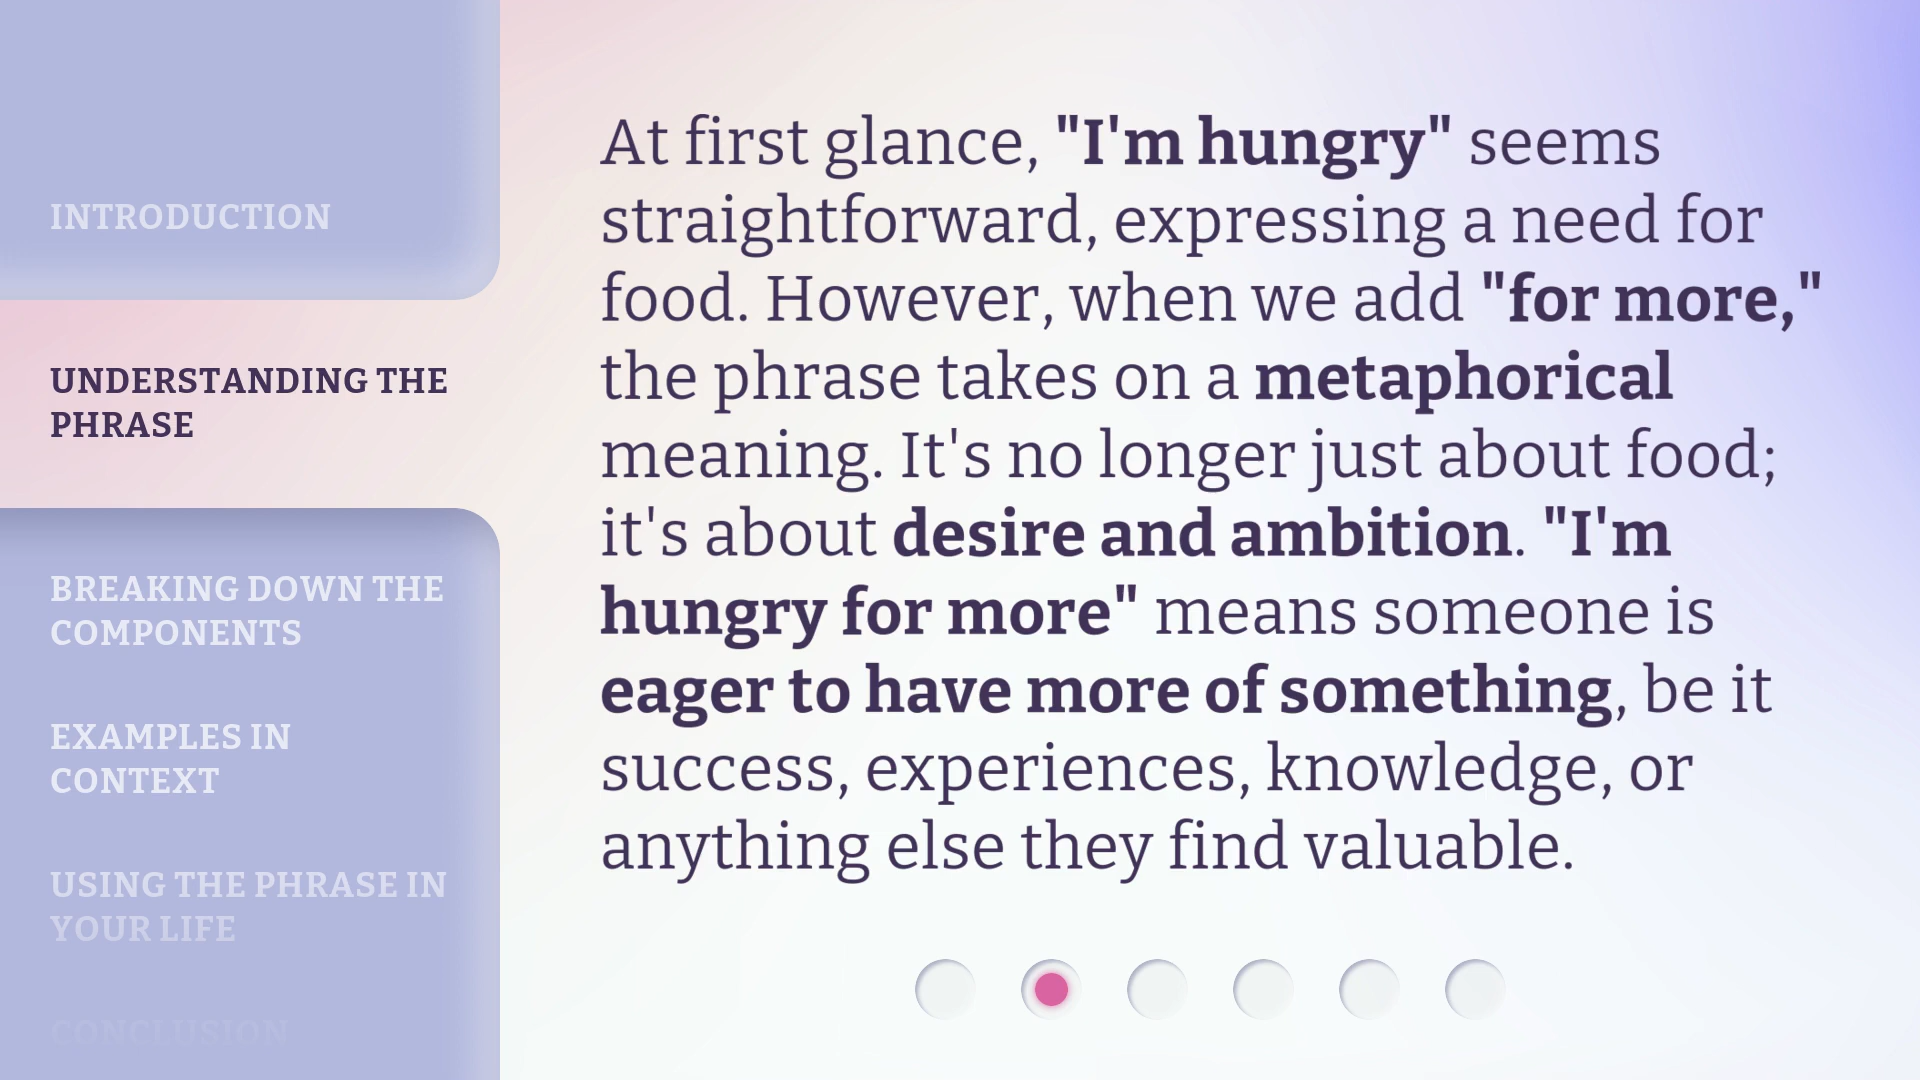 INTRODUCTION
UNDERSTANDING THE
PHRASE
BREAKING DOWN THE
COMPONENTS
EXAMPLES IN
CONTEXT
USING THE PHRASE IN
YOUR LIFE
CONCLUSION
At first glance, "I'm hungry" seems
straightforward, expressing a need for
food. However, when we add "for more,"
the phrase takes on a metaphorical
meaning. It's no longer just about food;
it's about desire and ambition. "I'm
hungry for more" means someone is
eager to have more of something, be it
success, experiences, knowledge, or
anything else they find valuable.